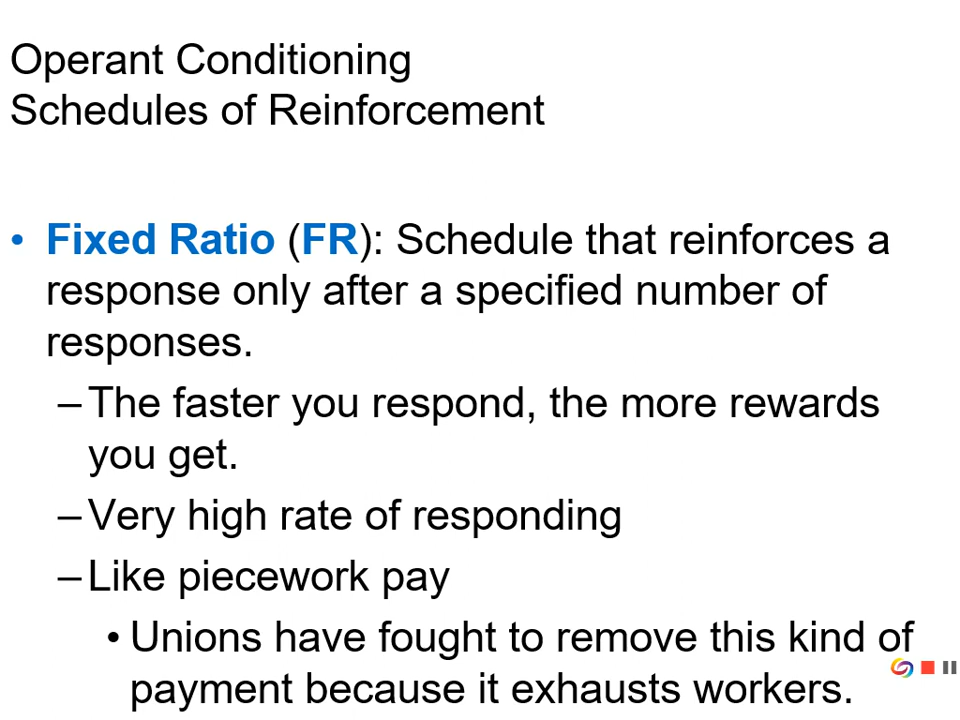 Operant Conditioning
Schedules of Reinforcement
• Fixed Ratio (FR): Schedule that reinforces a
response only after a specified number of
responses.
–The faster you respond, the more rewards
you get.
–Very high rate of responding
–Like piecework pay
• Unions have fought to remove this kind of
payment because it exhausts workers.